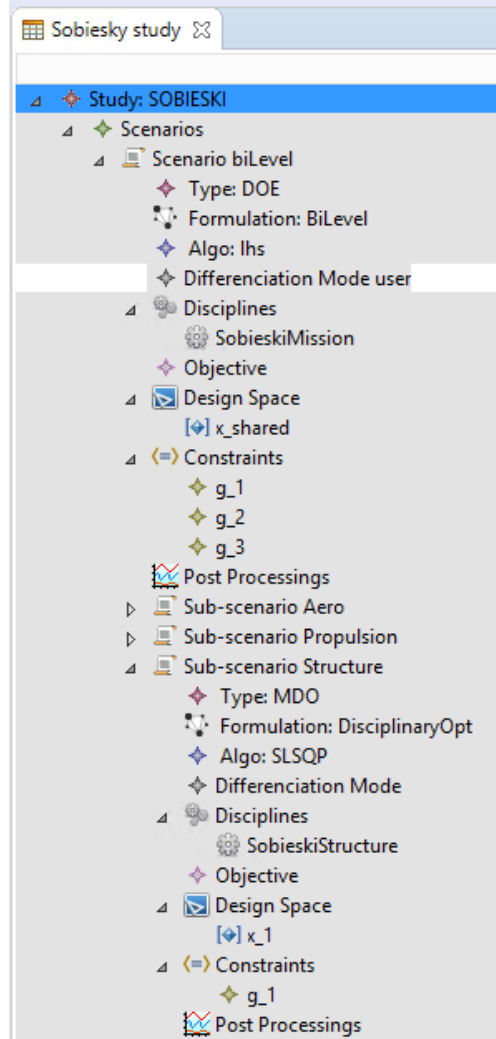 Sobiesky study
Study: SOBIESKI
Scenarios
Scenario biLevel
Type: DOE
Formulation: BiLevel
Algo: lhs
Differenciation Mode user
Disciplines
SobieskiMission
Objective
Design Space
x_shared
Constraints
g_1
g_2
g_3
Post Processings
Sub-scenario Aero
Sub-scenario Propulsion
Sub-scenario Structure
Type: MDO
Formulation: DisciplinaryOpt
Algo: SLSQP
Differenciation Mode
Disciplines
SobieskiStructure
Objective
Design Space
x_1
Constraints
g_1
Post Processings